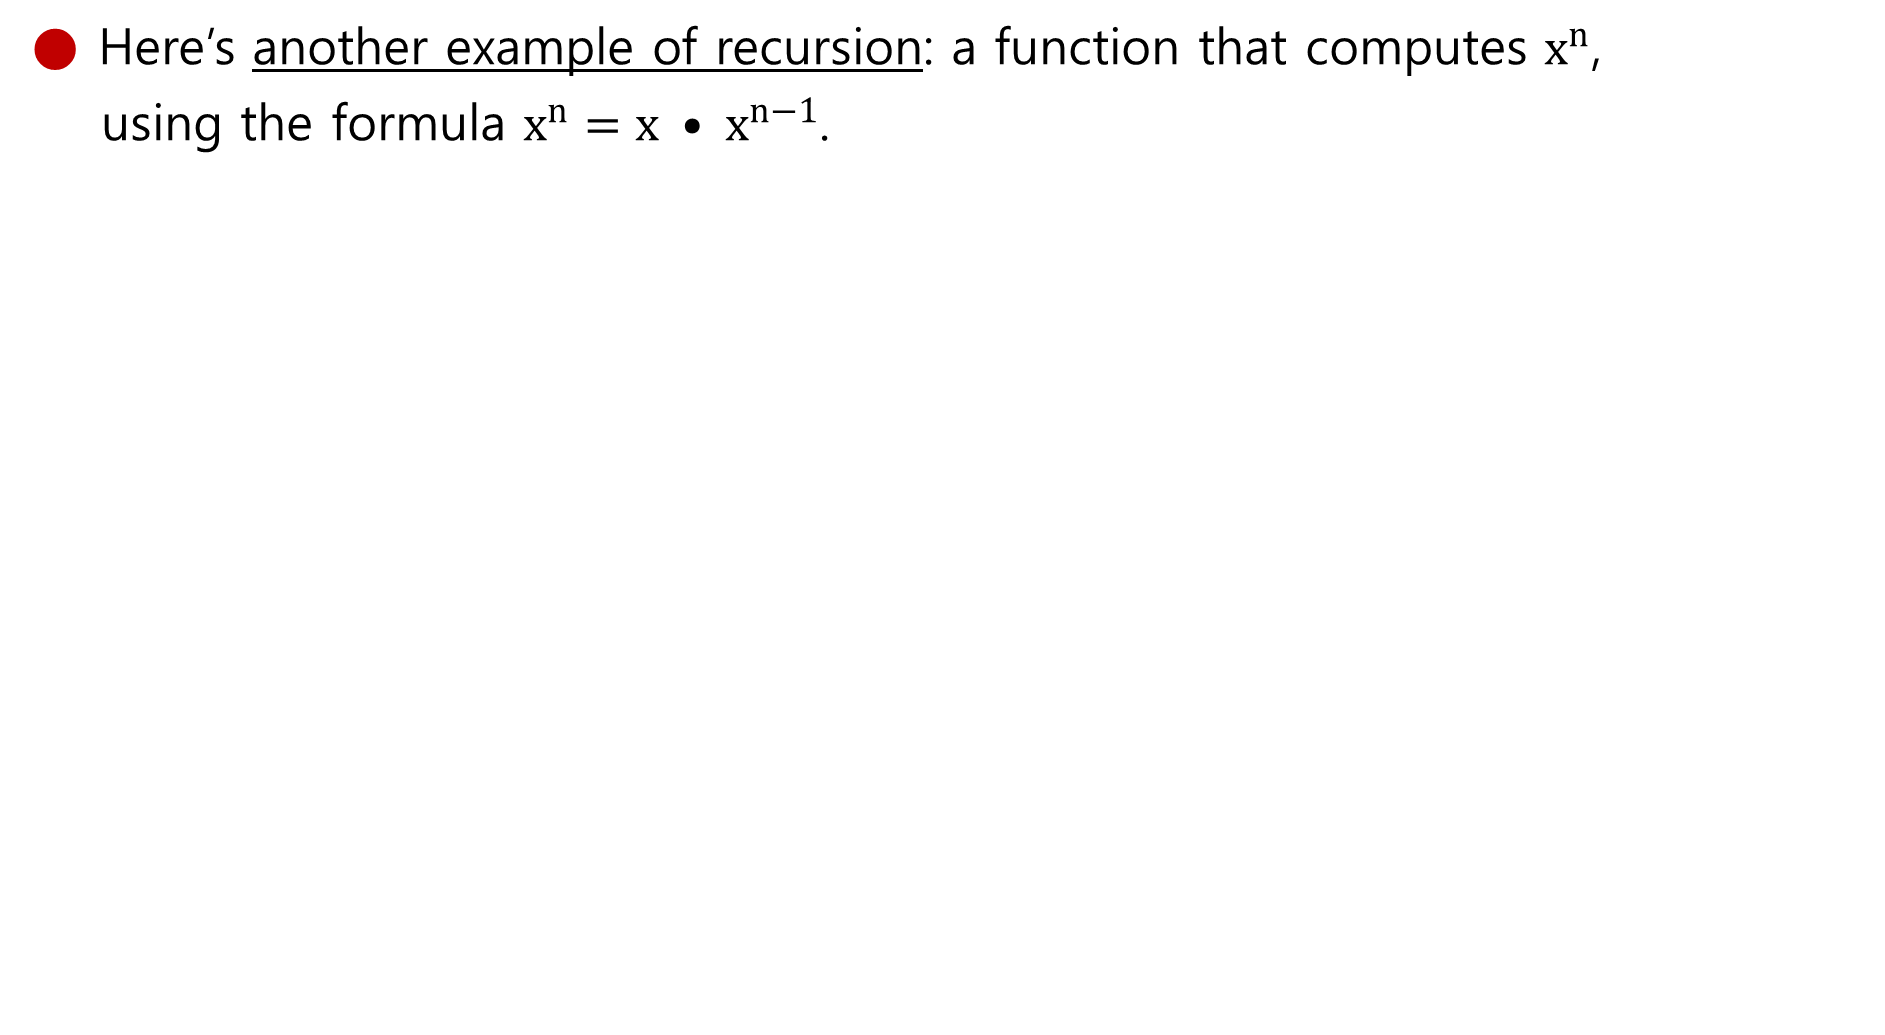 Here’s another example of recursion: a function that computes xⁿ,
using the formula xⁿ = x • xⁿ⁻¹.